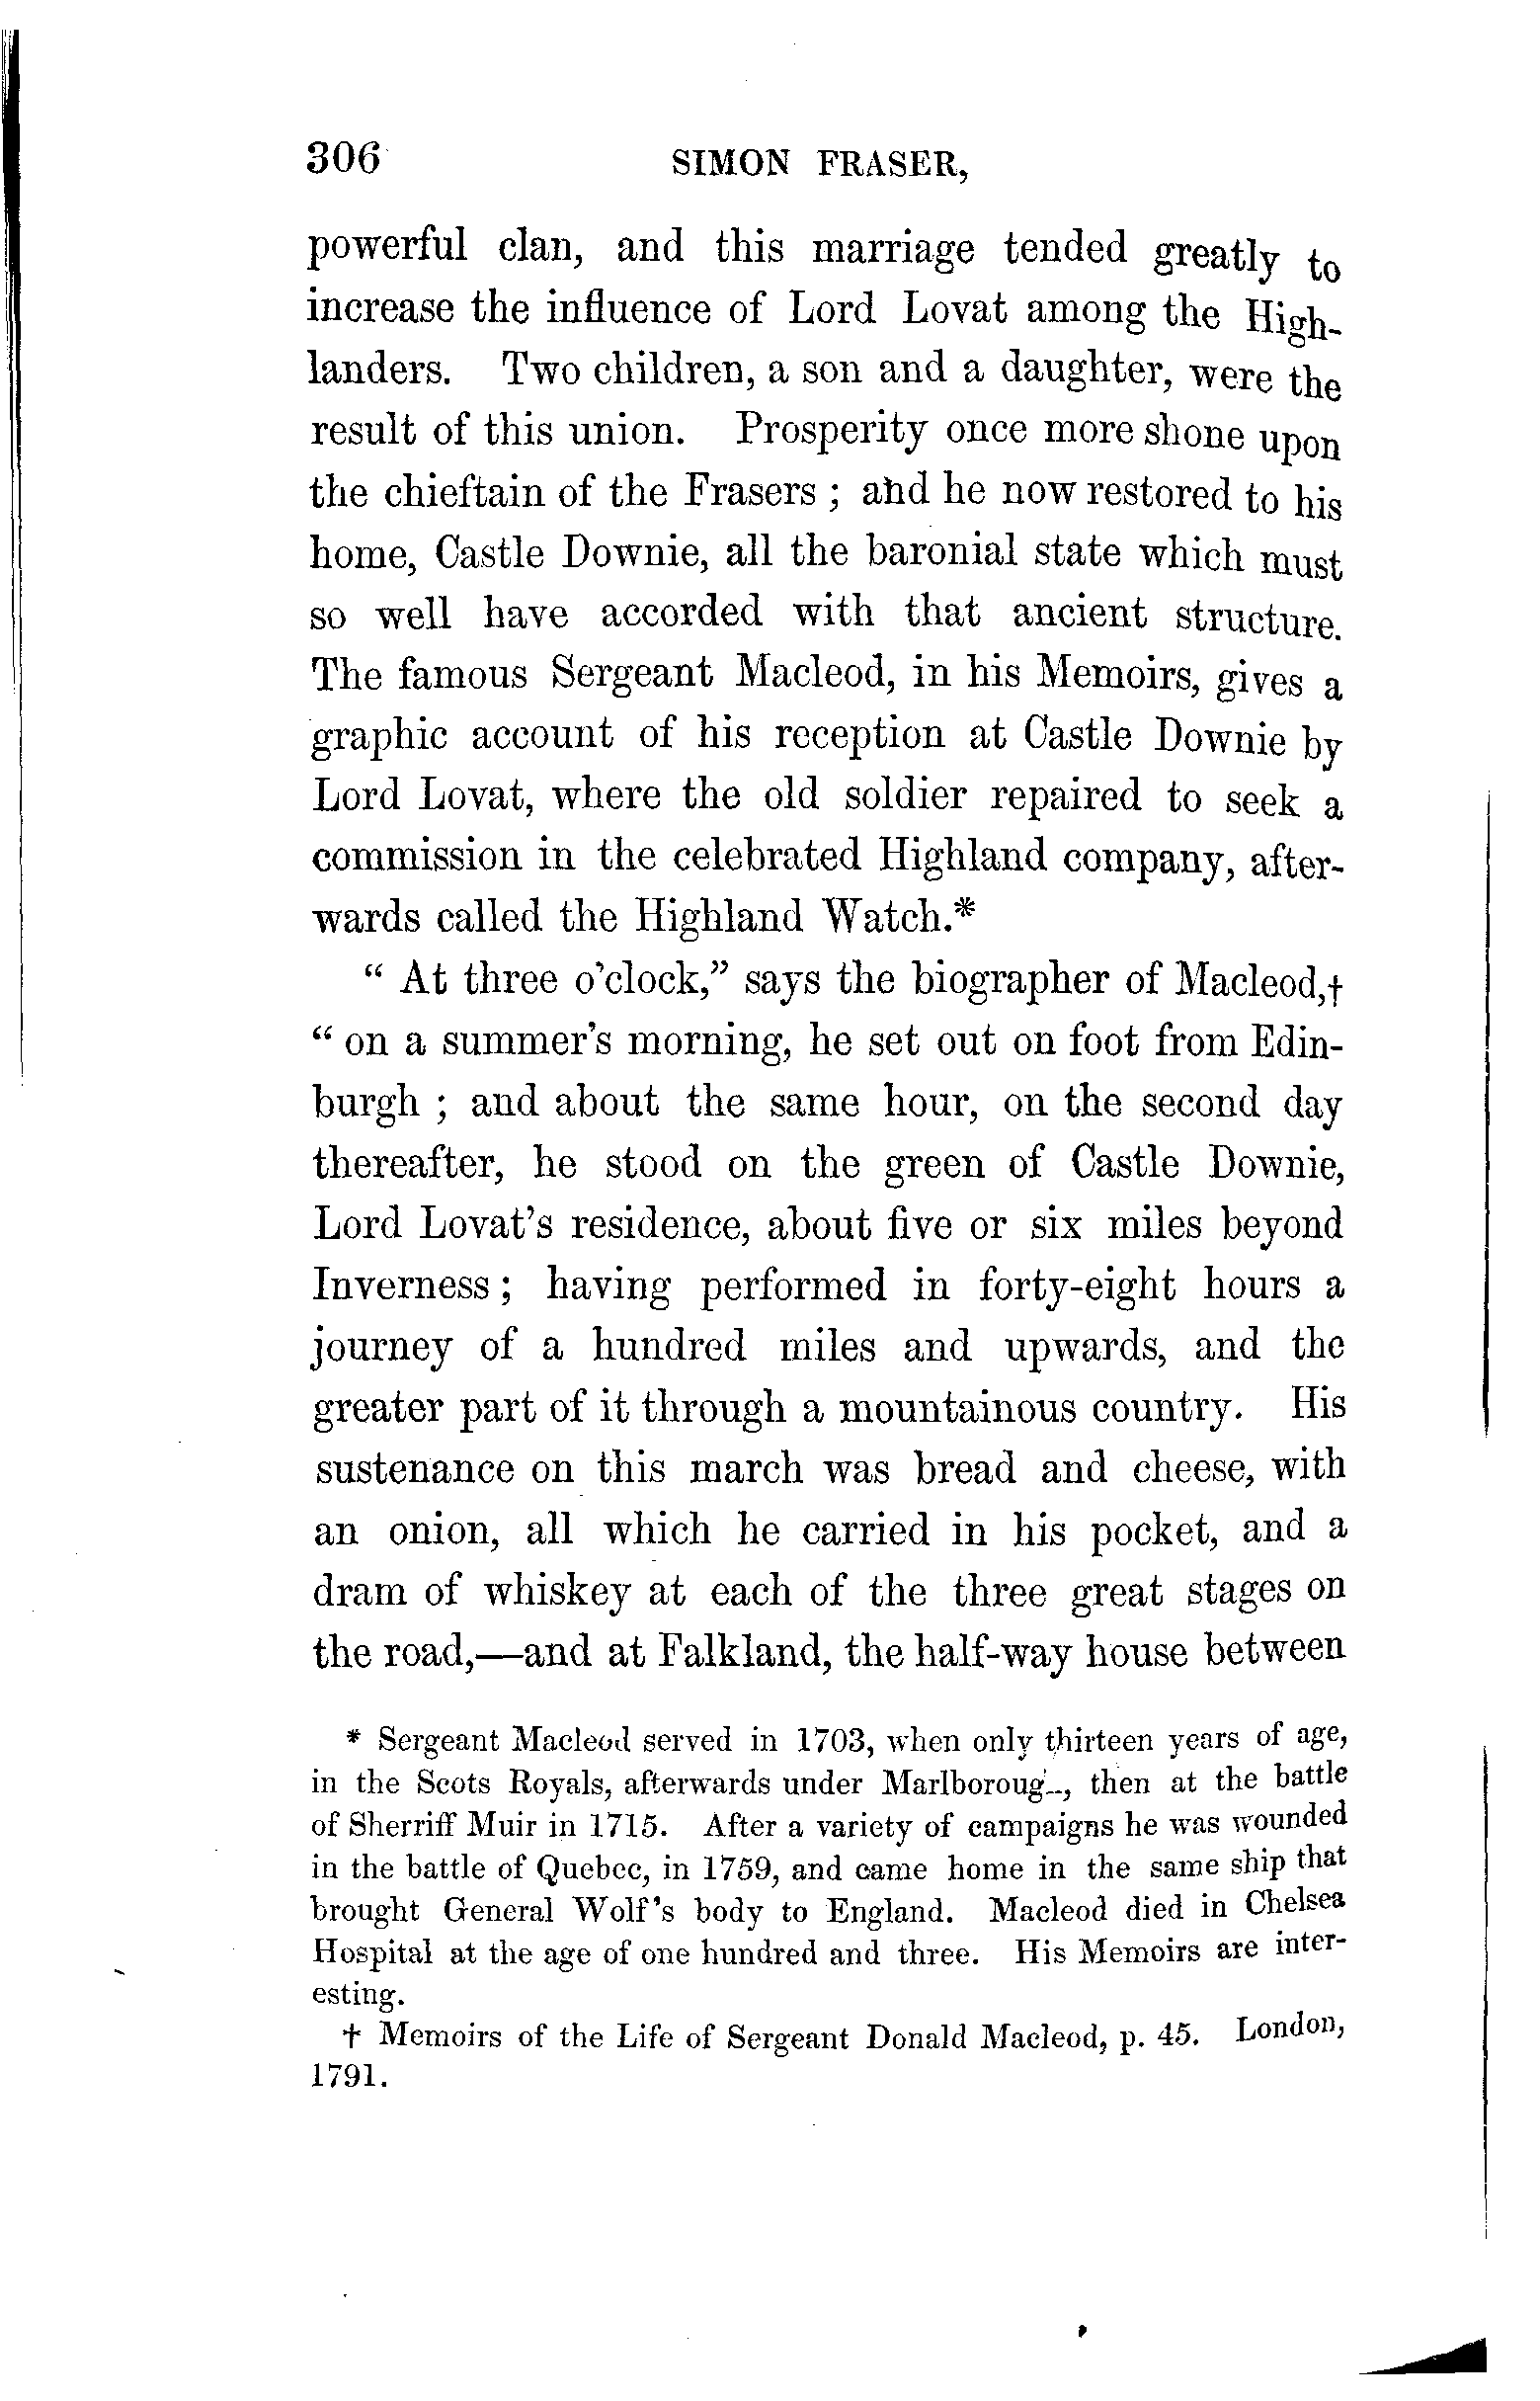 306 SIMON FRASER,
powerful clan, and this marriage tended greatly to
increase the influence of Lord Lovat among the High-
landers. Two children, a son and a daughter, were the
result of this union. Prosperity once more shone upon
the chieftain of the Frasers ; and he now restored to his
home, Castle Downie, all the baronial state which must
so well have accorded with that ancient structure.
The famous Sergeant Macleod, in his Memoirs, gives a
graphic account of his reception at Castle Downie by
Lord Lovat, where the old soldier repaired to seek a
commission in the celebrated Highland company, after-
wards called the Highland Watch.*
“ At three o'clock,” says the biographer of Macleod,†
“ on a summer's morning, he set out on foot from Edin-
burgh ; and about the same hour, on the second day
thereafter, he stood on the green of Castle Downie,
Lord Lovat's residence, about five or six miles beyond
Inverness ; having performed in forty-eight hours a
journey of a hundred miles and upwards, and the
greater part of it through a mountainous country. His
sustenance on this march was bread and cheese, with
an onion, all which he carried in his pocket, and a
dram of whiskey at each of the three great stages on
the road,—and at Falkland, the half-way house between
* Sergeant Macleod served in 1703, when only thirteen years of age,
in the Scots Royals, afterwards under Marlboroug.., then at the battle
of Sherriff Muir in 1715. After a variety of campaigns he was wounded
in the battle of Quebec, in 1759, and came home in the same ship that
brought General Wolf's body to England. Macleod died in Chelsea
Hospital at the age of one hundred and three. His Memoirs are inter-
esting.
† Memoirs of the Life of Sergeant Donald Macleod, p. 45. London,
1791.